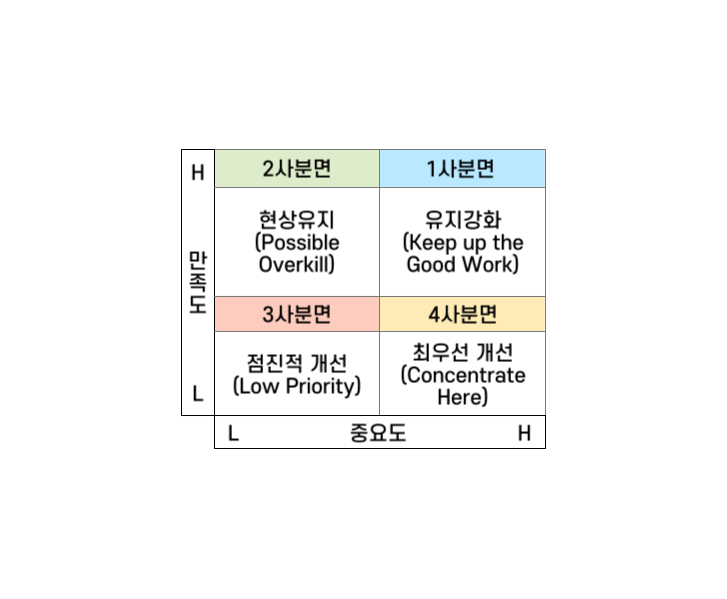 H
2사분면
1사분면
현상유지
(Possible
Overkill)
유지강화
(Keep up the
Good Work)
만족도
3사분면
4사분면
점진적 개선
(Low Priority)
최우선 개선
(Concentrate
Here)
L
L
중요도
H